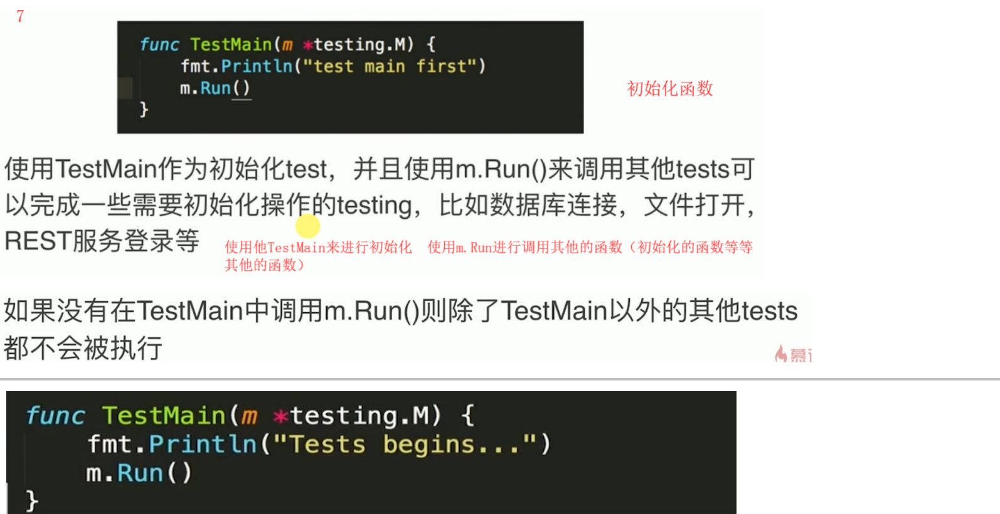 7
func TestMain(m *testing.M) {
    fmt.Println("test main first")
    m.Run()
}
初始化函数
使用TestMain作为初始化test，并且使用m.Run()来调用其他tests可
以完成一些需要初始化操作的testing，比如数据库连接，文件打开，
REST服务登录等
使用他TestMain来进行初始化 使用m.Run进行调用其他的函数（初始化的函数等等
其他的函数）
如果没有在TestMain中调用m.Run()则除了TestMain以外的其他tests
都不会被执行
慕
func TestMain(m *testing.M) {
    fmt.Println("Tests begins...")
    m.Run()
}